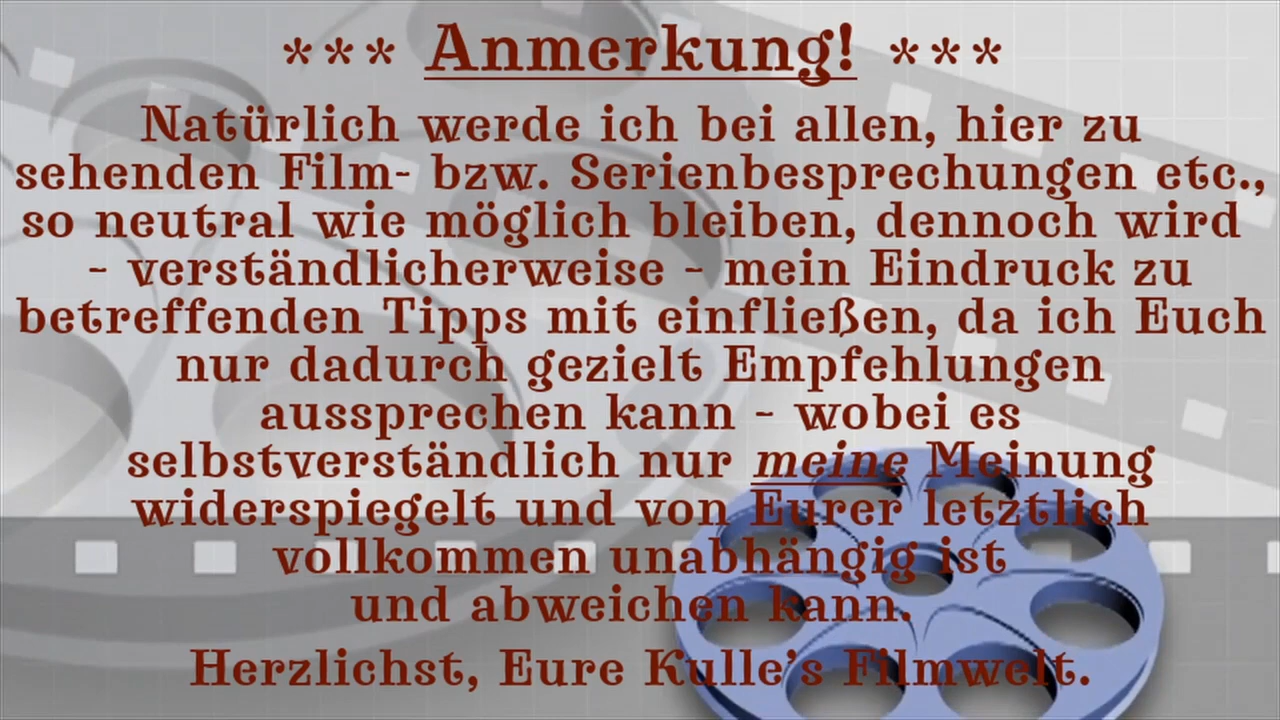 *** Anmerkung! ***
Natürlich werde ich bei allen, hier zu
sehenden Film- bzw. Serienbesprechungen etc.,
so neutral wie möglich bleiben, dennoch wird
- verständlicherweise - mein Eindruck zu
betreffenden Tipps mit einfließen, da ich Euch
nur dadurch gezielt Empfehlungen
aussprechen kann - wobei es
selbstverständlich nur meine Meinung
widerspiegelt und von Eurer letztlich
vollkommen unabhängig ist
und abweichen kann.
Herzlichst, Eure Kulle's Filmwelt.